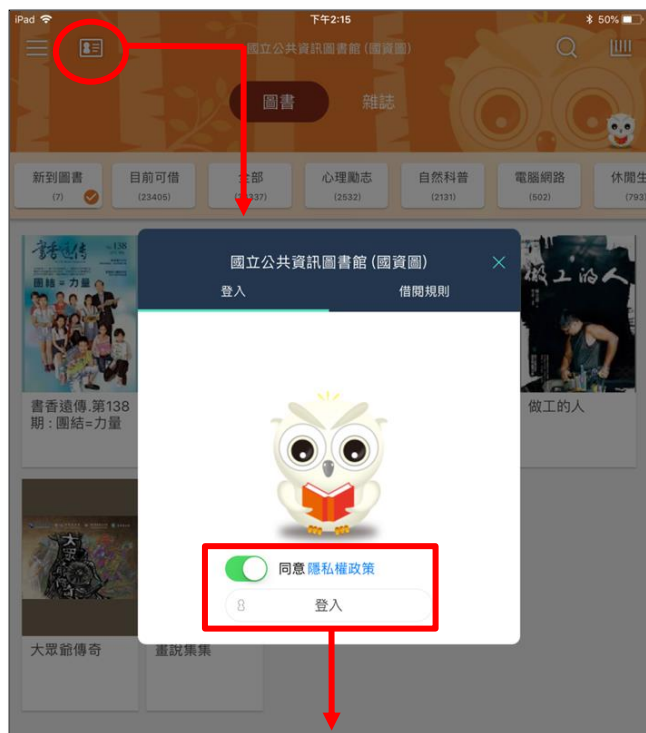 iPad 下午2:15 50%
國立公共資訊圖書館 (國資圖)
圖書 雜誌
新到圖書 目前可借 全部 心理勵志 自然科普 電腦網路 休閒生
(7) (23405) (2532) (2131) (502) (793
書香遠傳 138
團結=力量
做工的人
國立公共資訊圖書館 (國資圖)
登入 借閱規則
書香遠傳.第138
期 : 團結=力量
做工的人
同意隱私權政策
登入
大眾爺傳奇 畫說集集